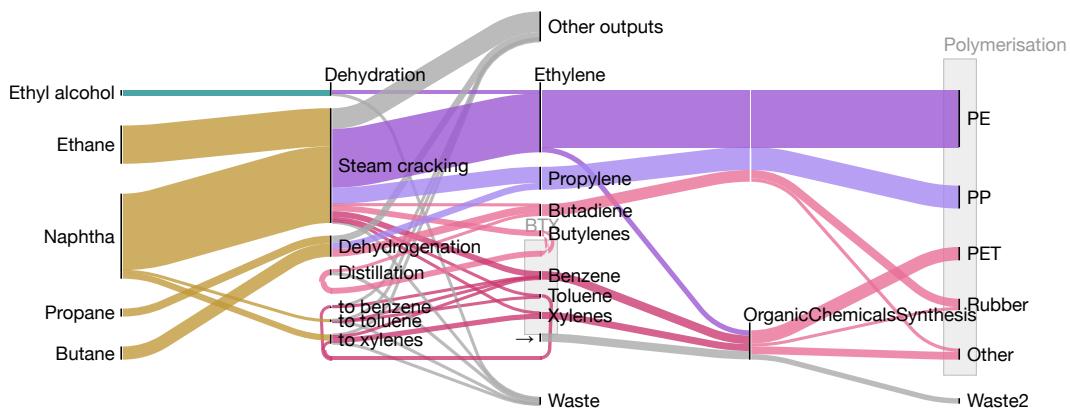 Other outputs
Polymerisation
Dehydration
Ethylene
Ethyl alcohol
PE
Ethane
Steam cracking
Propylene
PP
Butadiene
BTX
Butylenes
Naphtha
Dehydrogenation
PET
Distillation
Benzene
Toluene
to benzene
Rubber
Propane
to toluene
Xylenes
OrganicChemicalsSynthesis
to xylenes
→
Butane
Other
Waste
Waste2